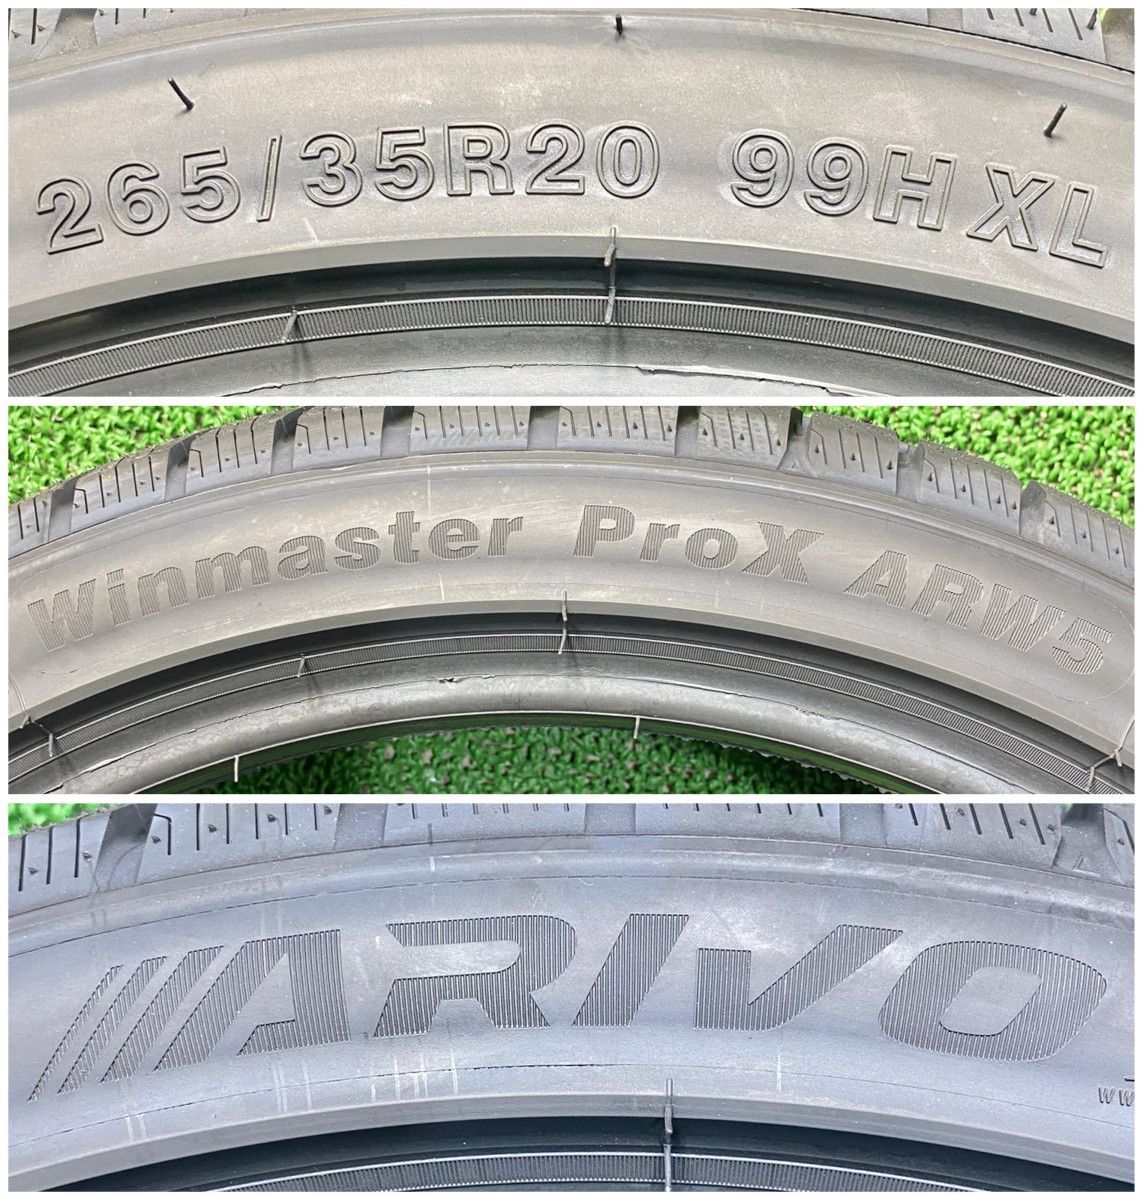 265/35R20 99H XL
Winmaster ProX ARW5
ARIVO